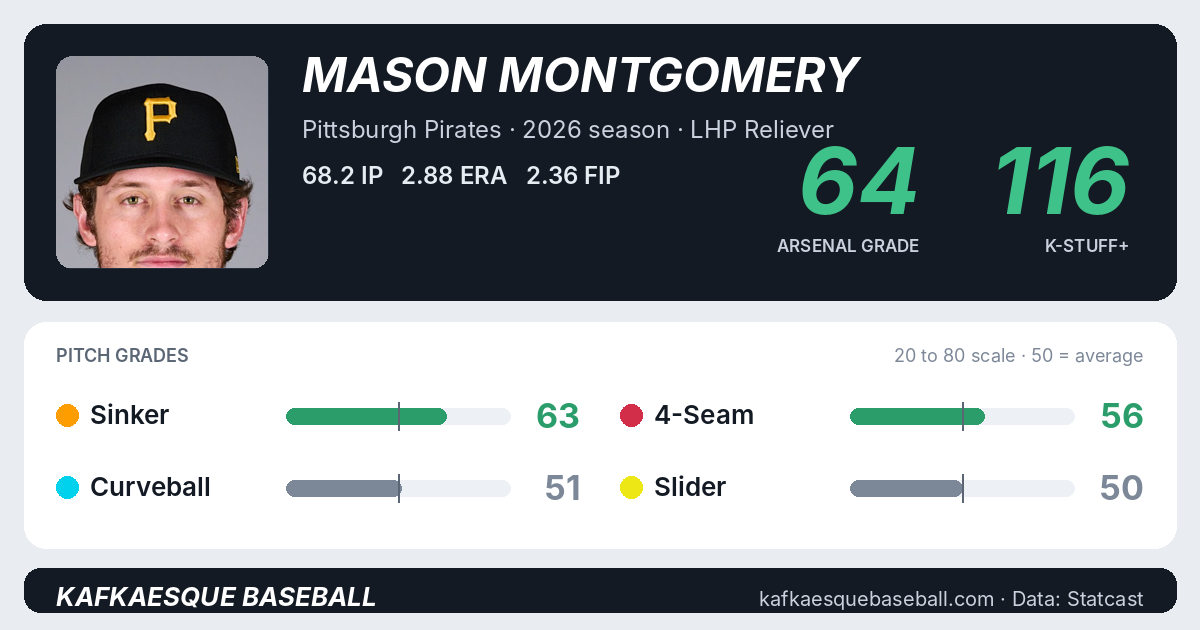 P
MASON MONTGOMERY
Pittsburgh Pirates · 2026 season · LHP Reliever
68.2 IP 2.88 ERA 2.36 FIP
64 116
ARSENAL GRADE K-STUFF+
PITCH GRADES 20 to 80 scale · 50 = average
Sinker 63 4-Seam 56
Curveball 51 Slider 50
KAFKAESQUE BASEBALL kafkaesquebaseball.com · Data: Statcast